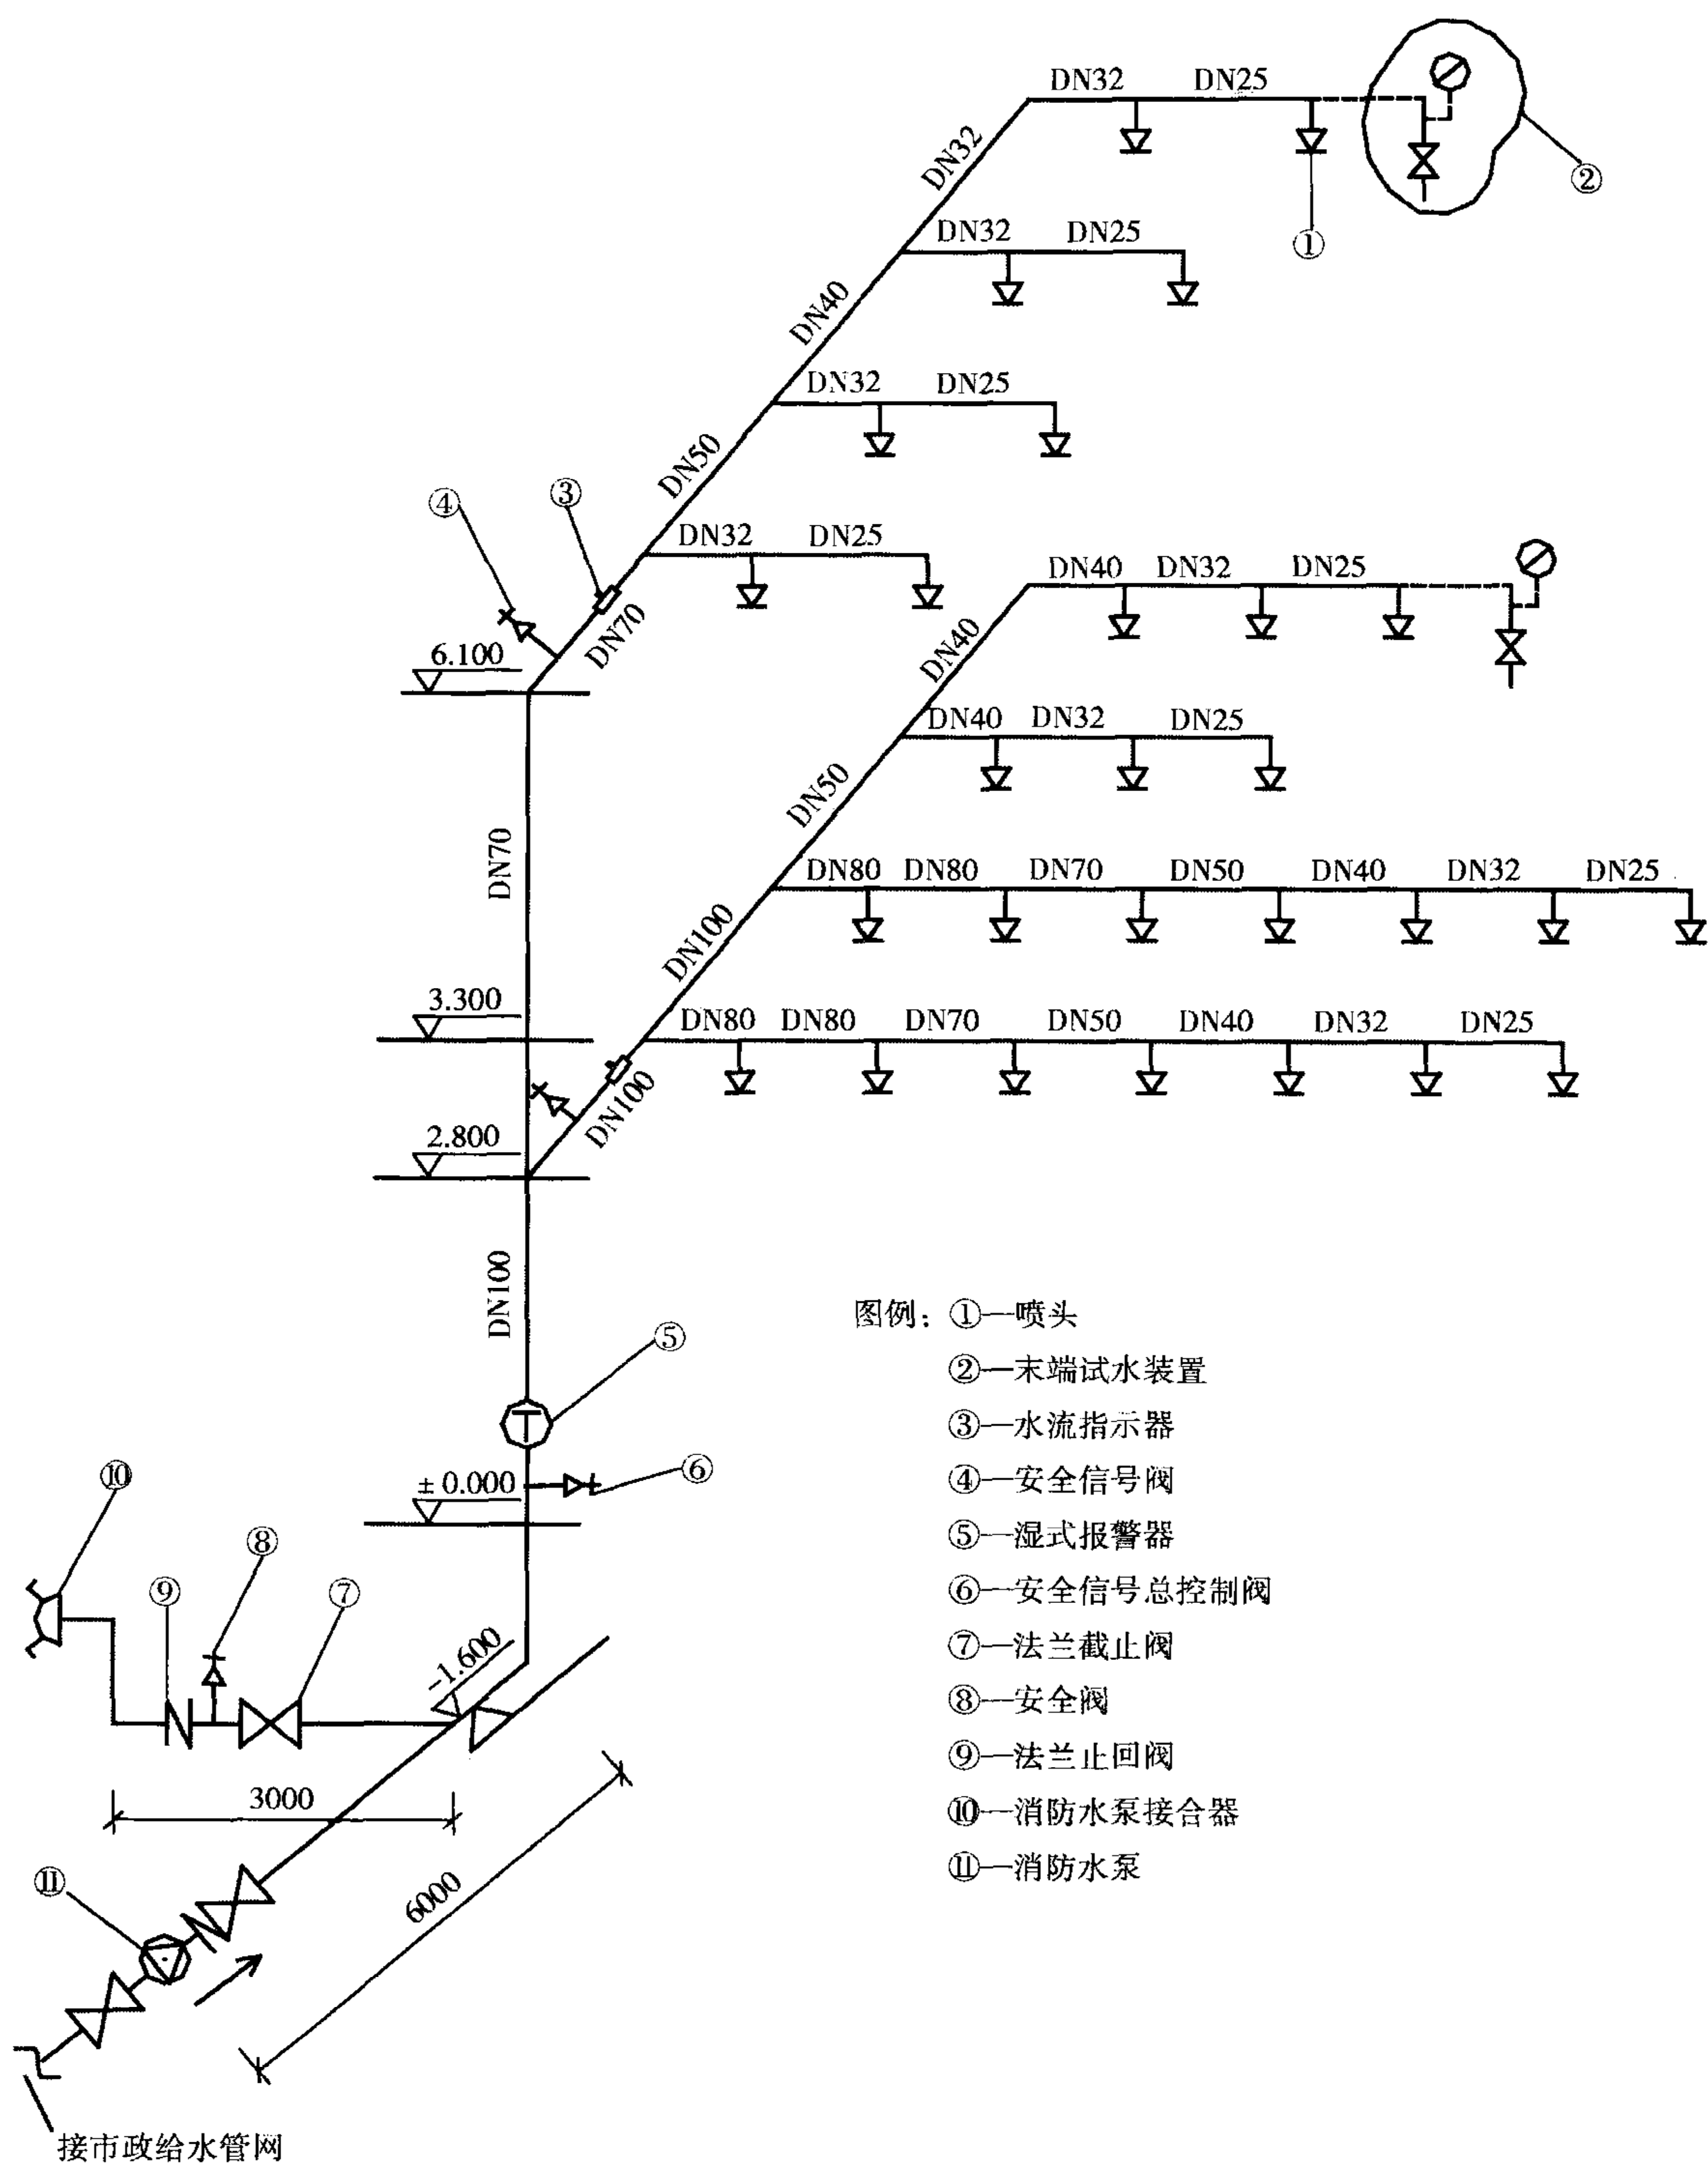 DN32 DN25
DN32
②
DN32 DN25
①
DN40
DN32 DN25
DN50
④ ③
DN32 DN25
DN70
6.100
DN40 DN32 DN25
DN40
DN40 DN32 DN25
DN50
DN70
DN80 DN80 DN70 DN50 DN40 DN32 DN25
DN100
3.300
DN80 DN80 DN70 DN50 DN40 DN32 DN25
DN100
2.800
DN100
⑤
⑥
±0.000
⑩
⑧
⑨
⑦
-1.600
3000
6000
⑪
接市政给水管网
图例：①—喷头
②—末端试水装置
③—水流指示器
④—安全信号阀
⑤—湿式报警器
⑥—安全信号总控制阀
⑦—法兰截止阀
⑧—安全阀
⑨—法兰止回阀
⑩—消防水泵接合器
⑪—消防水泵